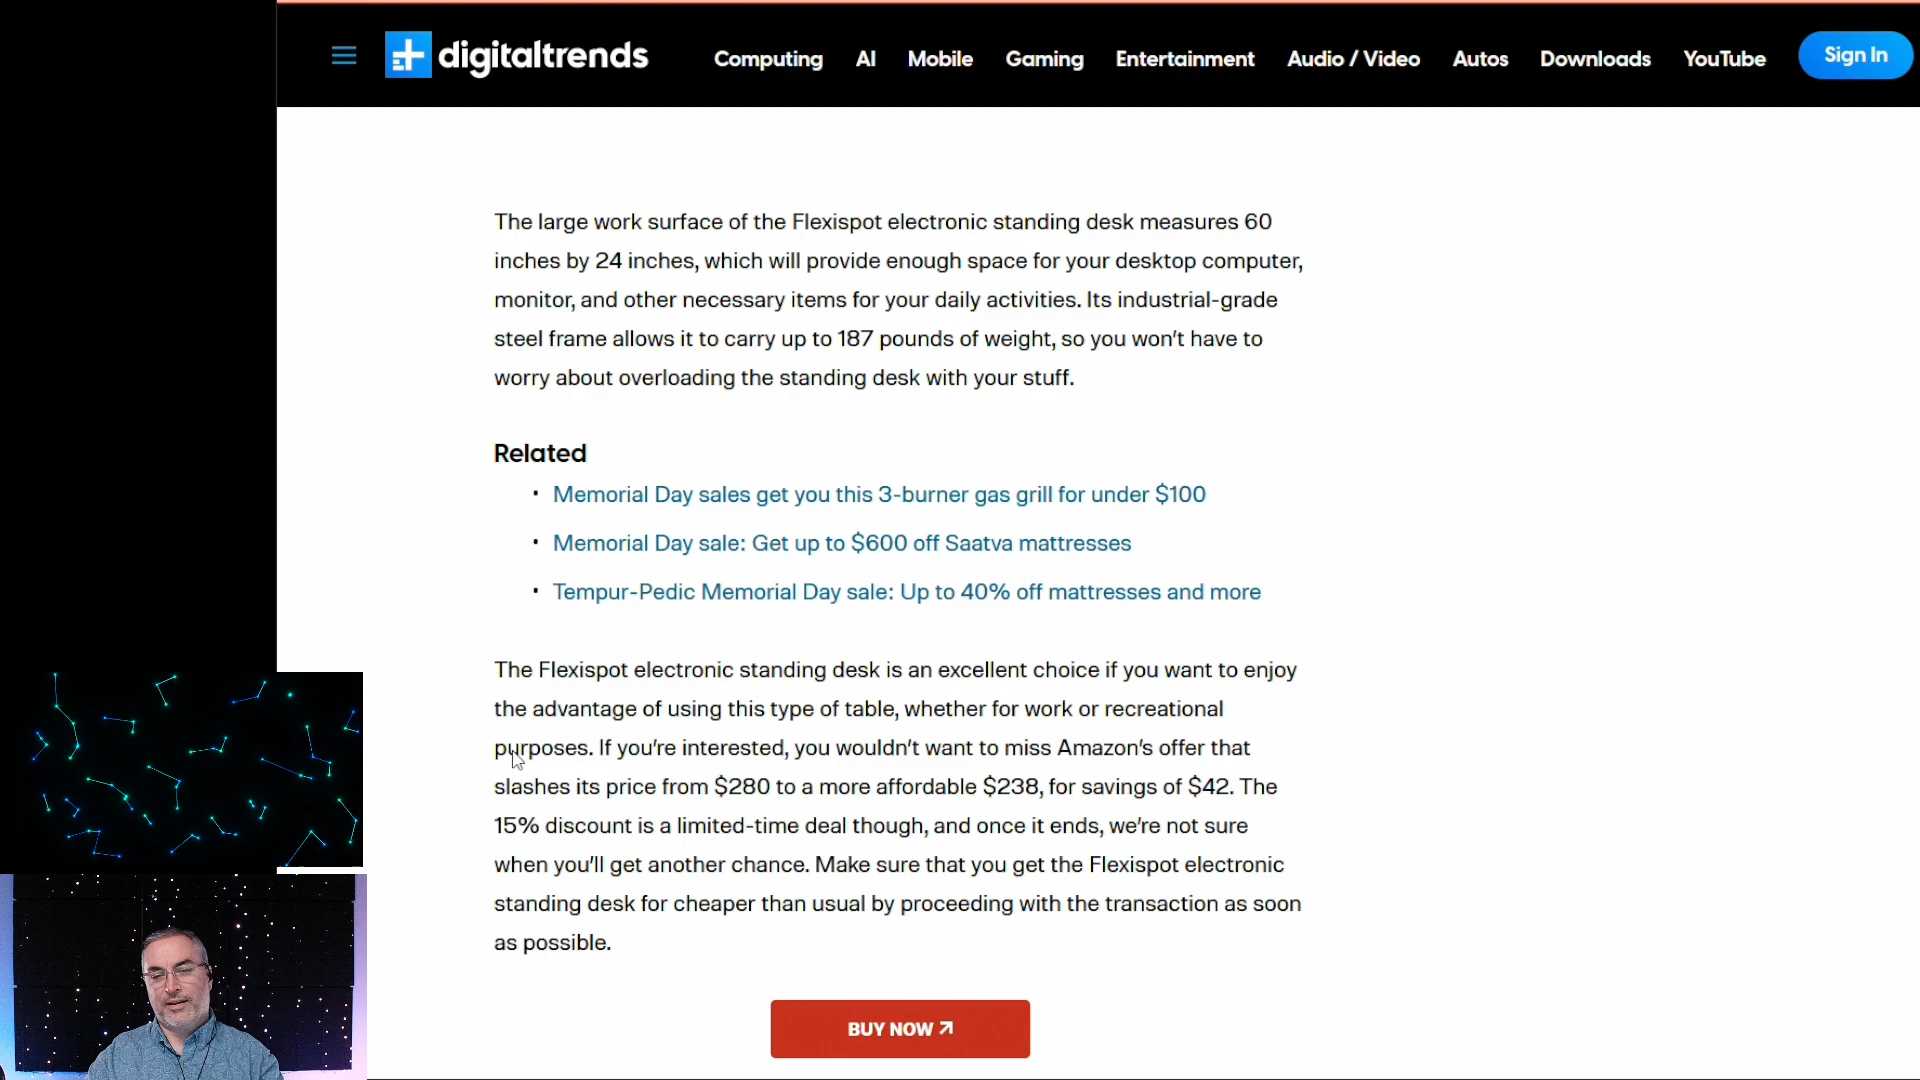 digitaltrends
Computing AI Mobile Gaming Entertainment Audio / Video Autos Downloads YouTube Sign In
The large work surface of the Flexispot electronic standing desk measures 60
inches by 24 inches, which will provide enough space for your desktop computer,
monitor, and other necessary items for your daily activities. Its industrial-grade
steel frame allows it to carry up to 187 pounds of weight, so you won't have to
worry about overloading the standing desk with your stuff.
Related
• Memorial Day sales get you this 3-burner gas grill for under $100
• Memorial Day sale: Get up to $600 off Saatva mattresses
• Tempur-Pedic Memorial Day sale: Up to 40% off mattresses and more
The Flexispot electronic standing desk is an excellent choice if you want to enjoy
the advantage of using this type of table, whether for work or recreational
purposes. If you're interested, you wouldn't want to miss Amazon's offer that
slashes its price from $280 to a more affordable $238, for savings of $42. The
15% discount is a limited-time deal though, and once it ends, we're not sure
when you'll get another chance. Make sure that you get the Flexispot electronic
standing desk for cheaper than usual by proceeding with the transaction as soon
as possible.
BUY NOW